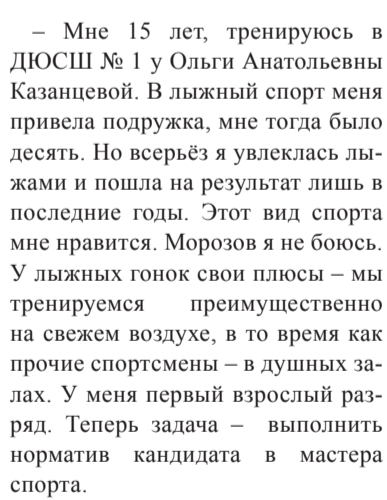 – Мне 15 лет, тренируюсь в
ДЮСШ № 1 у Ольги Анатольевны
Казанцевой. В лыжный спорт меня
привела подружка, мне тогда было
десять. Но всерьёз я увлеклась лы-
жами и пошла на результат лишь в
последние годы. Этот вид спорта
мне нравится. Морозов я не боюсь.
У лыжных гонок свои плюсы – мы
тренируемся преимущественно
на свежем воздухе, в то время как
прочие спортсмены – в душных за-
лах. У меня первый взрослый раз-
ряд. Теперь задача – выполнить
норматив кандидата в мастера
спорта.